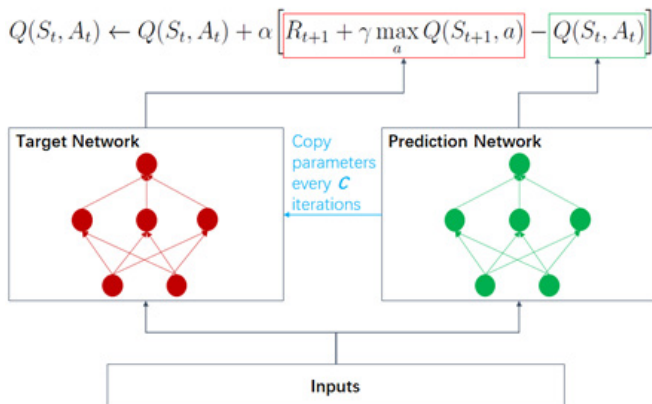 Q(S_t, A_t) ← Q(S_t, A_t) + α[R_{t+1} + γ max_a Q(S_{t+1}, a) − Q(S_t, A_t)]
Target Network
Copy
parameters
every C
iterations
Prediction Network
Inputs